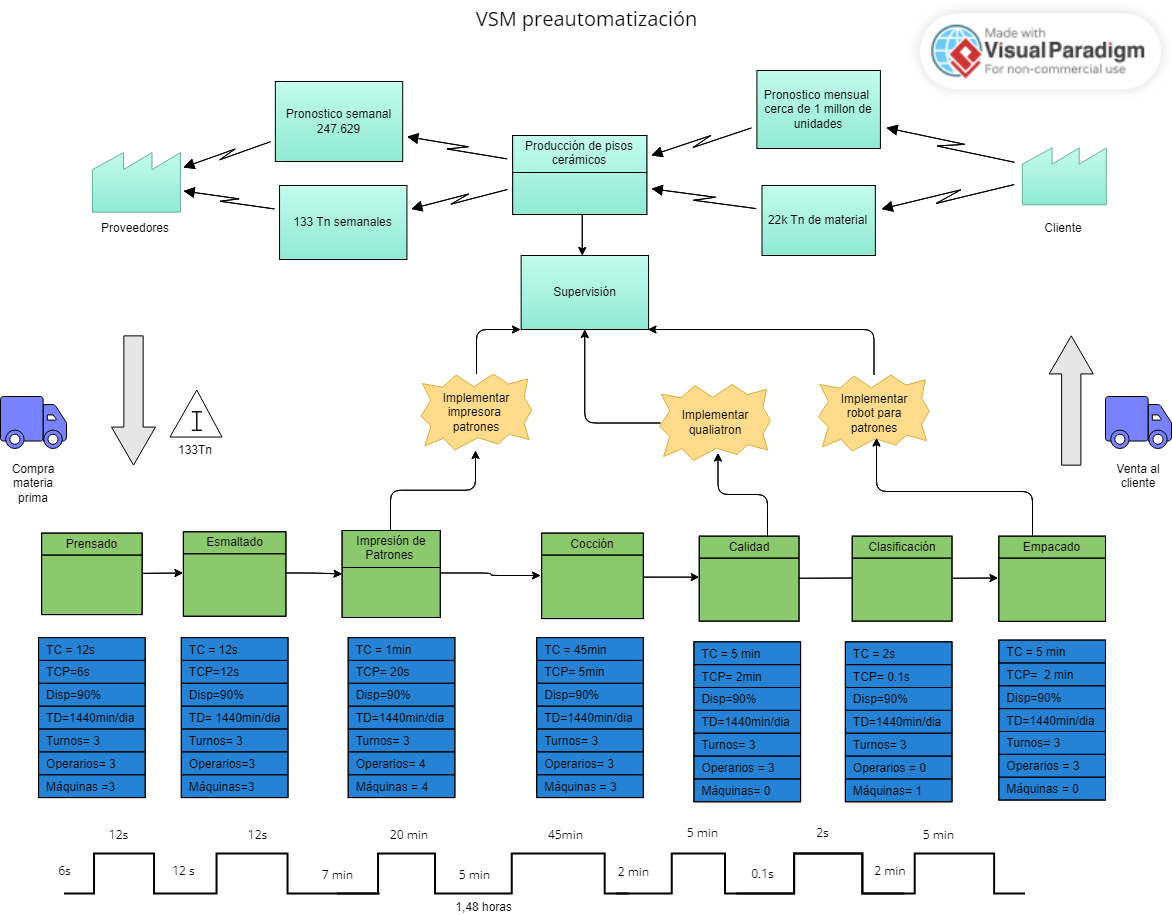 VSM preautomatización
Made with
Visual Paradigm
For non-commercial use
Pronostico semanal
247.629
Producción de pisos
cerámicos
Pronostico mensual
cerca de 1 millon de
unidades
Proveedores
133 Tn semanales
22k Tn de material
Cliente
Supervisión
Compra
materia
prima
I
133Tn
Implementar
impresora
patrones
Implementar
qualiatron
Implementar
robot para
patrones
Venta al
cliente
Prensado
Esmaltado
Impresión de
Patrones
Cocción
Calidad
Clasificación
Empacado
TC = 12s
TCP=6s
Disp=90%
TD=1440min/dia
Turnos= 3
Operarios= 3
Máquinas =3
TC = 12s
TCP=12s
Disp=90%
TD= 1440min/dia
Turnos= 3
Operarios=3
Máquinas=3
TC = 1min
TCP= 20s
Disp=90%
TD=1440min/dia
Turnos= 3
Operarios= 4
Máquinas = 4
TC = 45min
TCP= 5min
Disp=90%
TD=1440min/dia
Turnos= 3
Operarios= 3
Máquinas = 3
TC = 5 min
TCP= 2min
Disp=90%
TD=1440min/dia
Turnos= 3
Operarios = 3
Máquinas= 0
TC = 2s
TCP= 0.1s
Disp=90%
TD=1440min/dia
Turnos= 3
Operarios = 0
Máquinas= 1
TC = 5 min
TCP= 2 min
Disp=90%
TD=1440min/dia
Turnos= 3
Operarios = 3
Máquinas = 0
12s
12s
20 min
45min
5 min
2s
5 min
6s
12 s
7 min
5 min
2 min
0.1s
2 min
1,48 horas